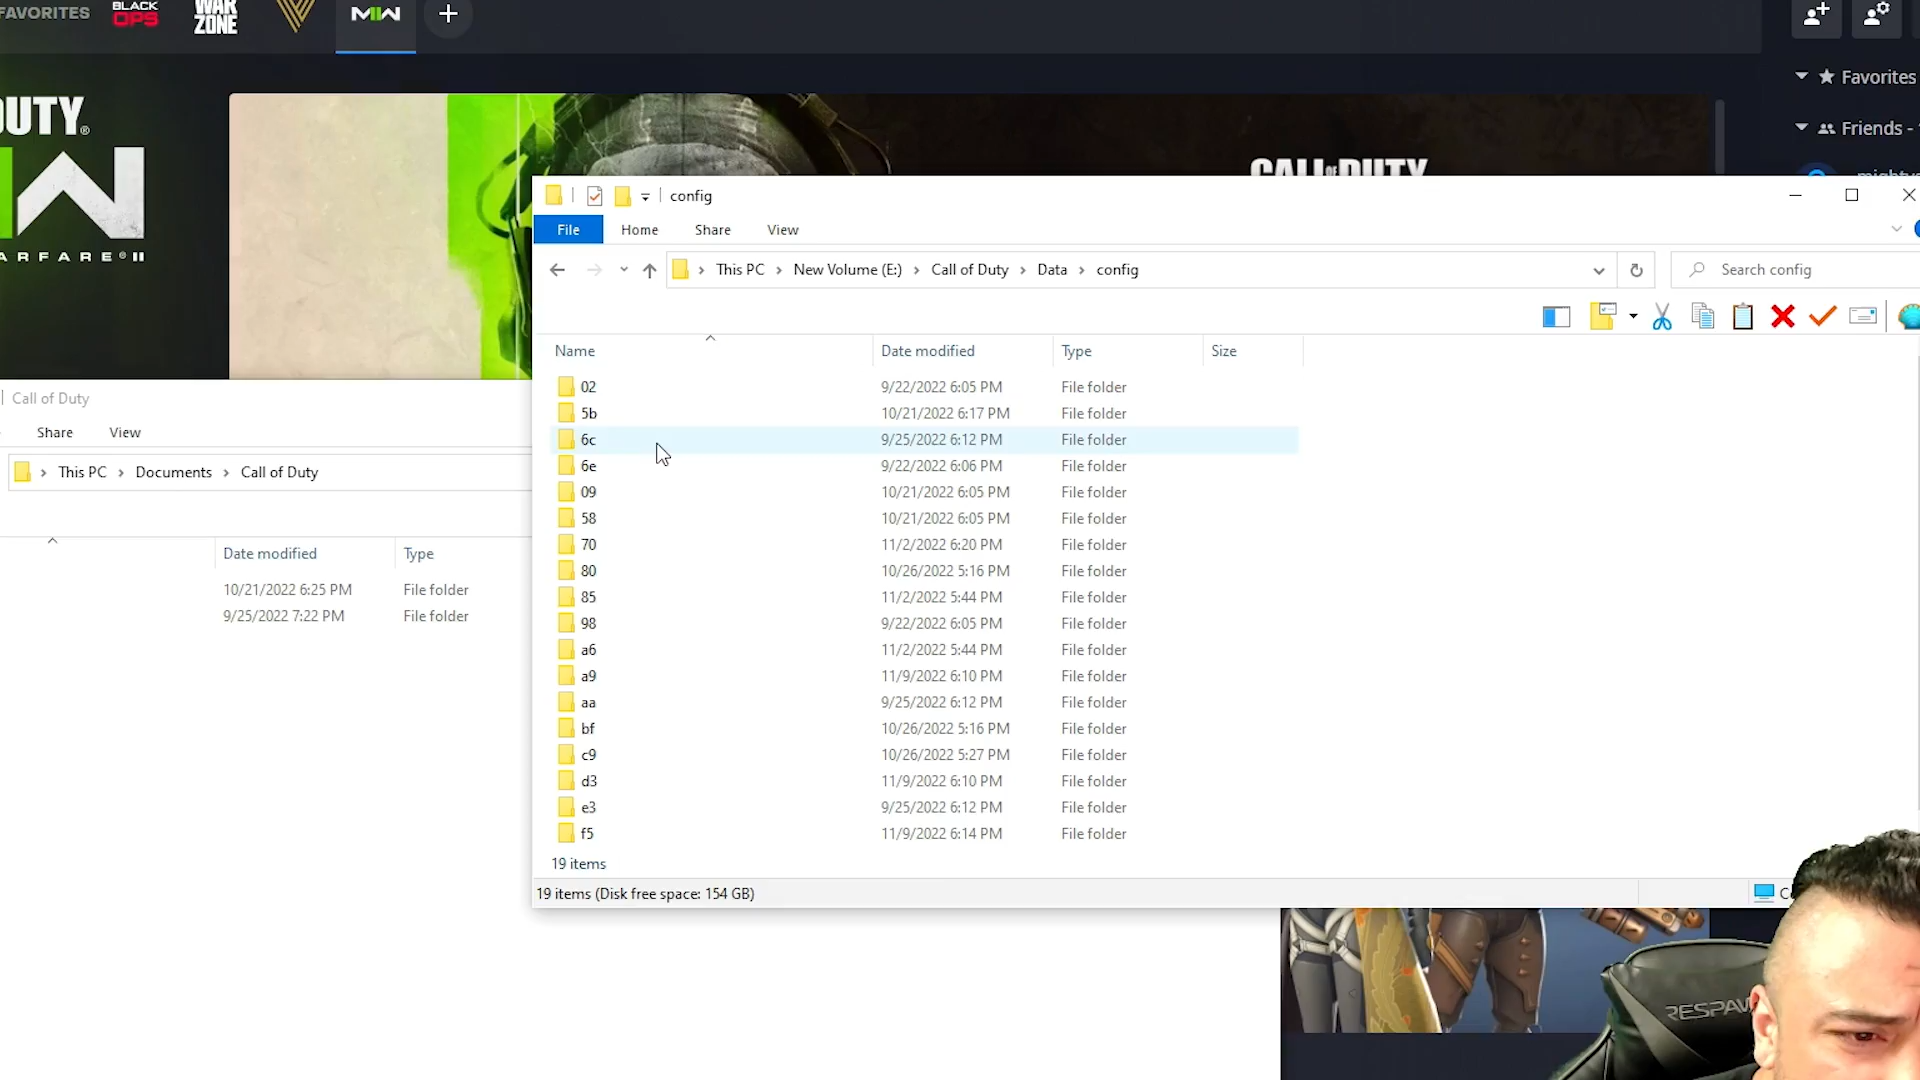 FAVORITES
BLACK
OPS
WAR
ZONE
MW
Favorites
Friends -
DUTY®
ARFARE® II
CALL OF DUTY
config
File Home Share View
This PC New Volume (E:) Call of Duty Data config
Search config
Name Date modified Type Size
02 9/22/2022 6:05 PM File folder
5b 10/21/2022 6:17 PM File folder
6c 9/25/2022 6:12 PM File folder
6e 9/22/2022 6:06 PM File folder
09 10/21/2022 6:05 PM File folder
58 10/21/2022 6:05 PM File folder
70 11/2/2022 6:20 PM File folder
80 10/26/2022 5:16 PM File folder
85 11/2/2022 5:44 PM File folder
98 9/22/2022 6:05 PM File folder
a6 11/2/2022 5:44 PM File folder
a9 11/9/2022 6:10 PM File folder
aa 9/25/2022 6:12 PM File folder
bf 10/26/2022 5:16 PM File folder
c9 10/26/2022 5:27 PM File folder
d3 11/9/2022 6:10 PM File folder
e3 9/25/2022 6:12 PM File folder
f5 11/9/2022 6:14 PM File folder
19 items
19 items (Disk free space: 154 GB)
Call of Duty
Share View
This PC Documents Call of Duty
Date modified Type
10/21/2022 6:25 PM File folder
9/25/2022 7:22 PM File folder
RESPAW